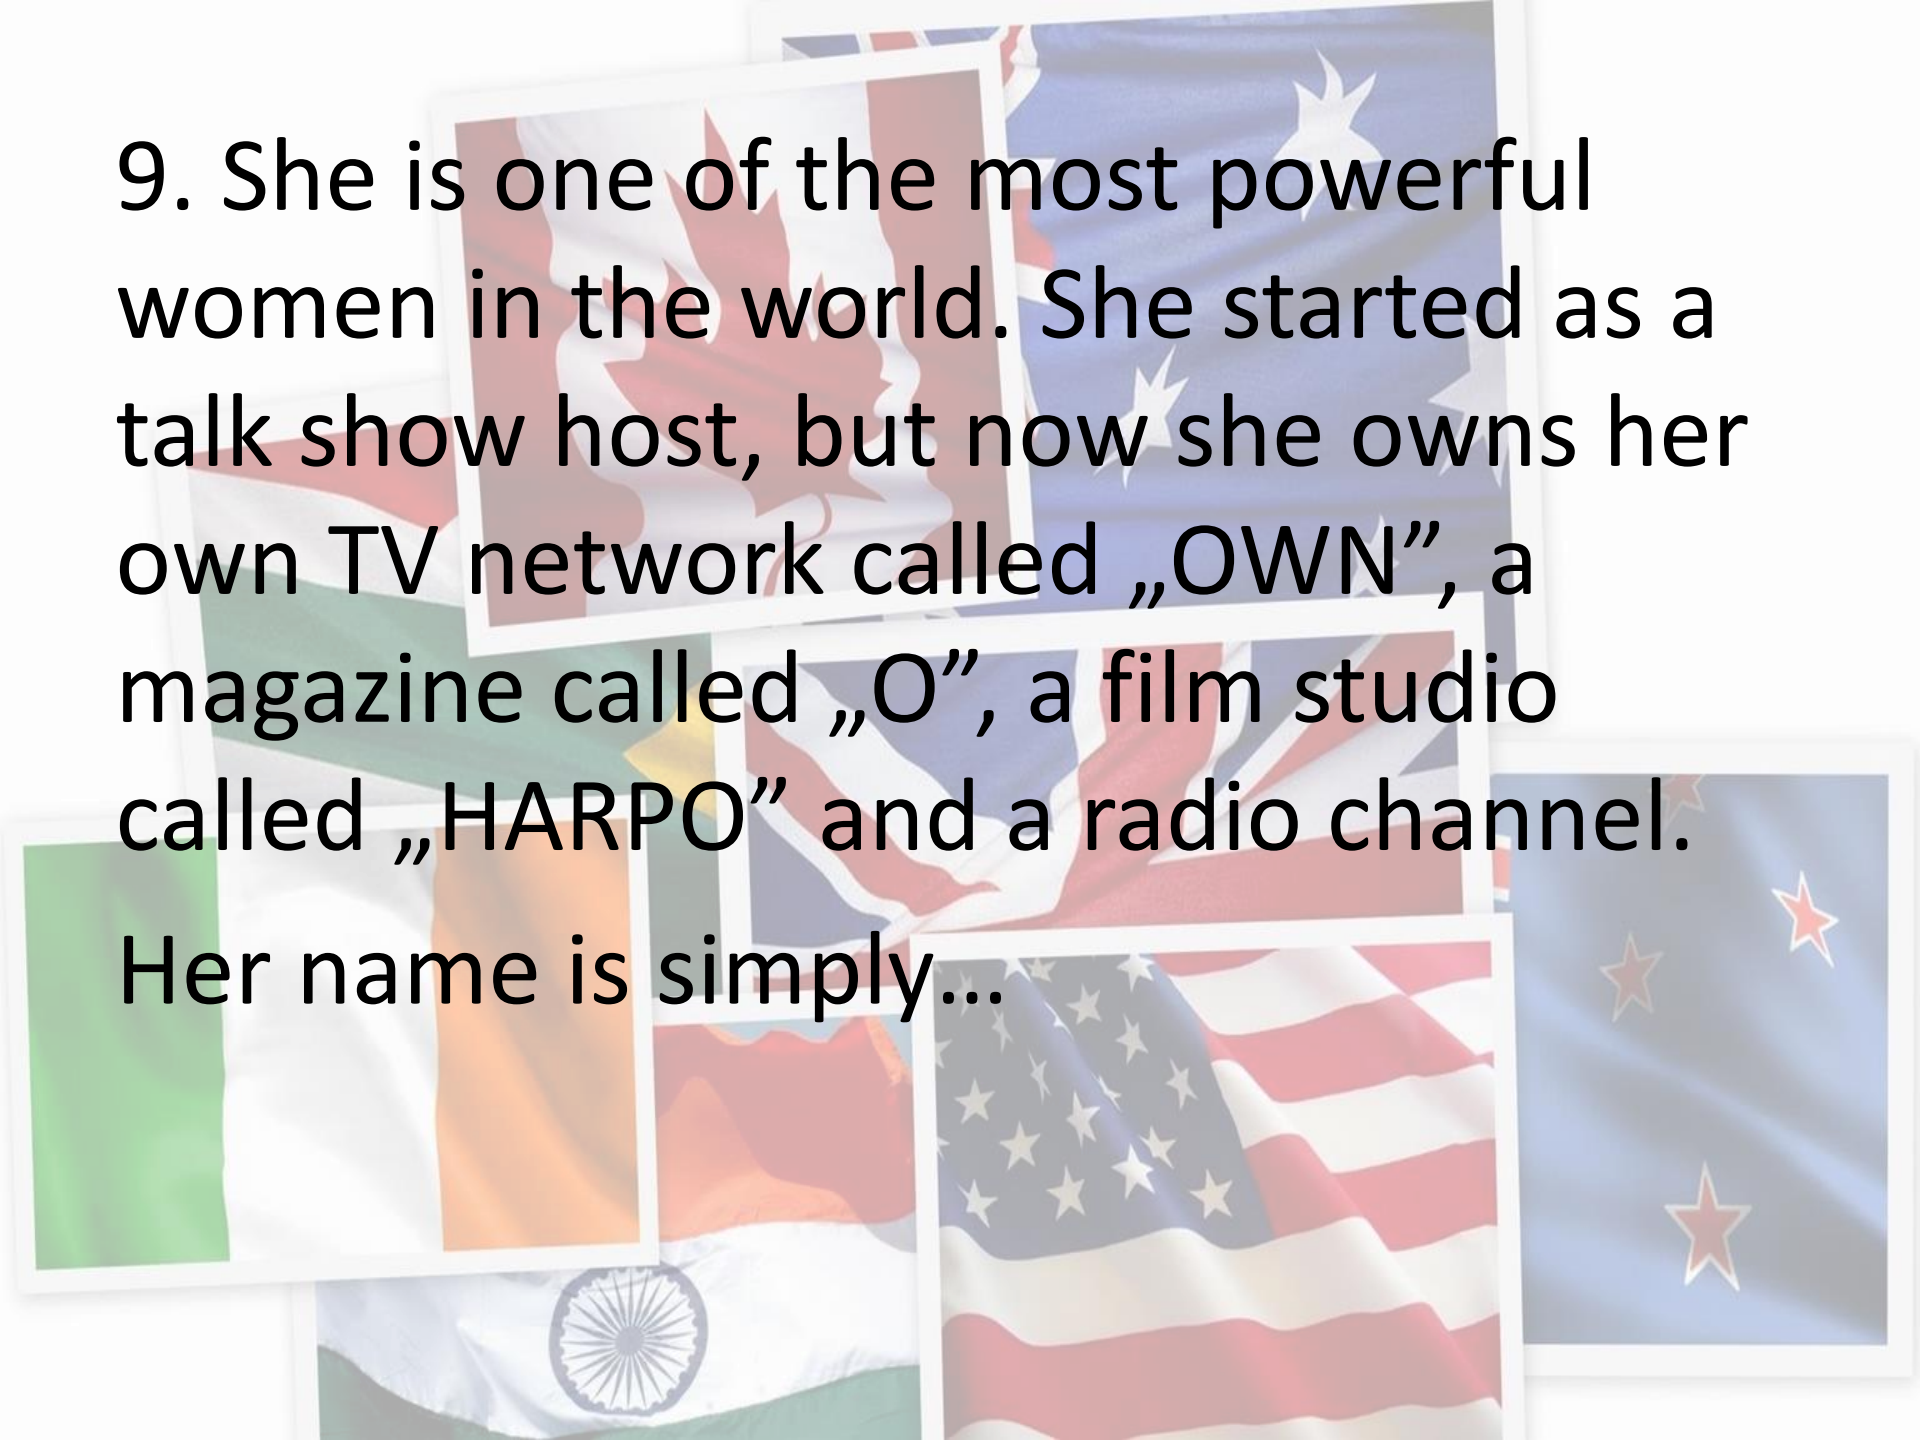 9. She is one of the most powerful
women in the world. She started as a
talk show host, but now she owns her
own TV network called „OWN”, a
magazine called „O”, a film studio
called „HARPO” and a radio channel.
Her name is simply…